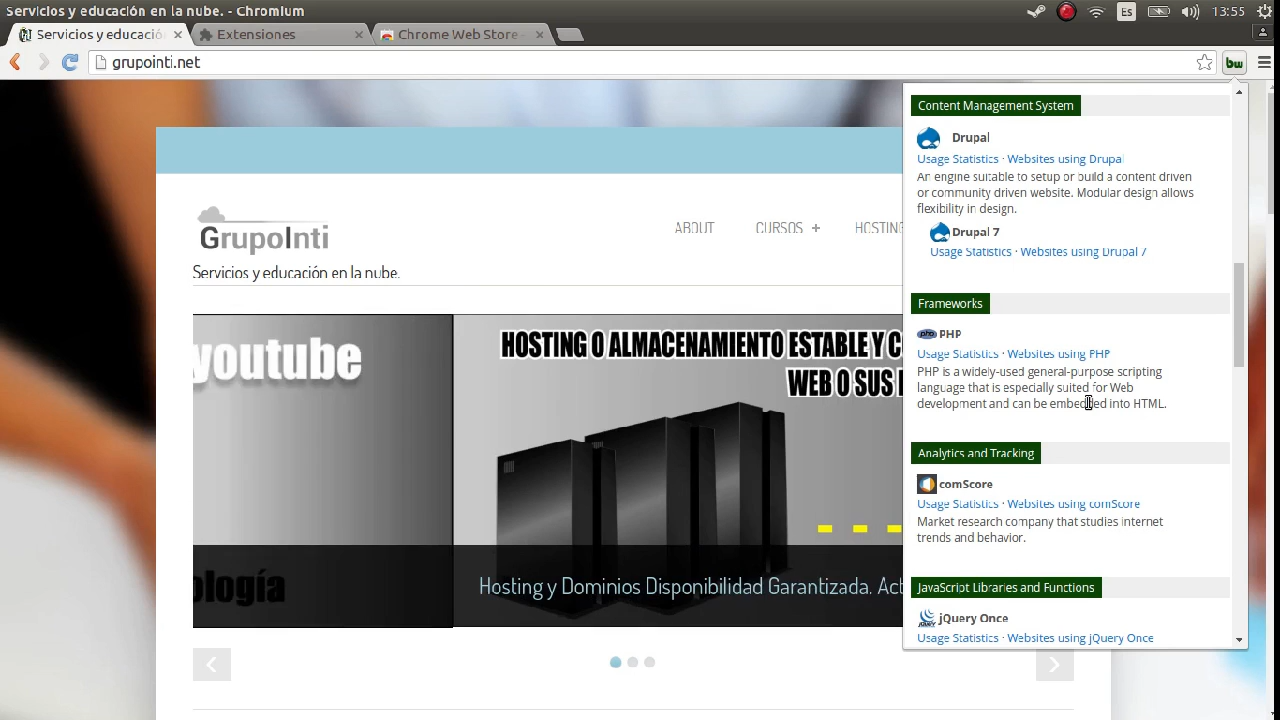 Servicios y educación en la nube. - Chromium
Es
13:55
Servicios y educació
Extensiones
Chrome Web Store
grupointi.net
bw
GrupoInti
Servicios y educación en la nube.
ABOUT
CURSOS +
HOSTING
youtube
ología
HOSTING O ALMACENAMIENTO ESTABLE Y C
WEB O SUS
Hosting y Dominios Disponibilidad Garantizada. Act
Content Management System
Drupal
Usage Statistics · Websites using Drupal
An engine suitable to setup or build a content driven
or community driven website. Modular design allows
flexibility in design.
Drupal 7
Usage Statistics · Websites using Drupal 7
Frameworks
php PHP
Usage Statistics · Websites using PHP
PHP is a widely-used general-purpose scripting
language that is especially suited for Web
development and can be embedded into HTML.
Analytics and Tracking
comScore
Usage Statistics · Websites using comScore
Market research company that studies internet
trends and behavior.
JavaScript Libraries and Functions
jQuery Once
Usage Statistics · Websites using jQuery Once